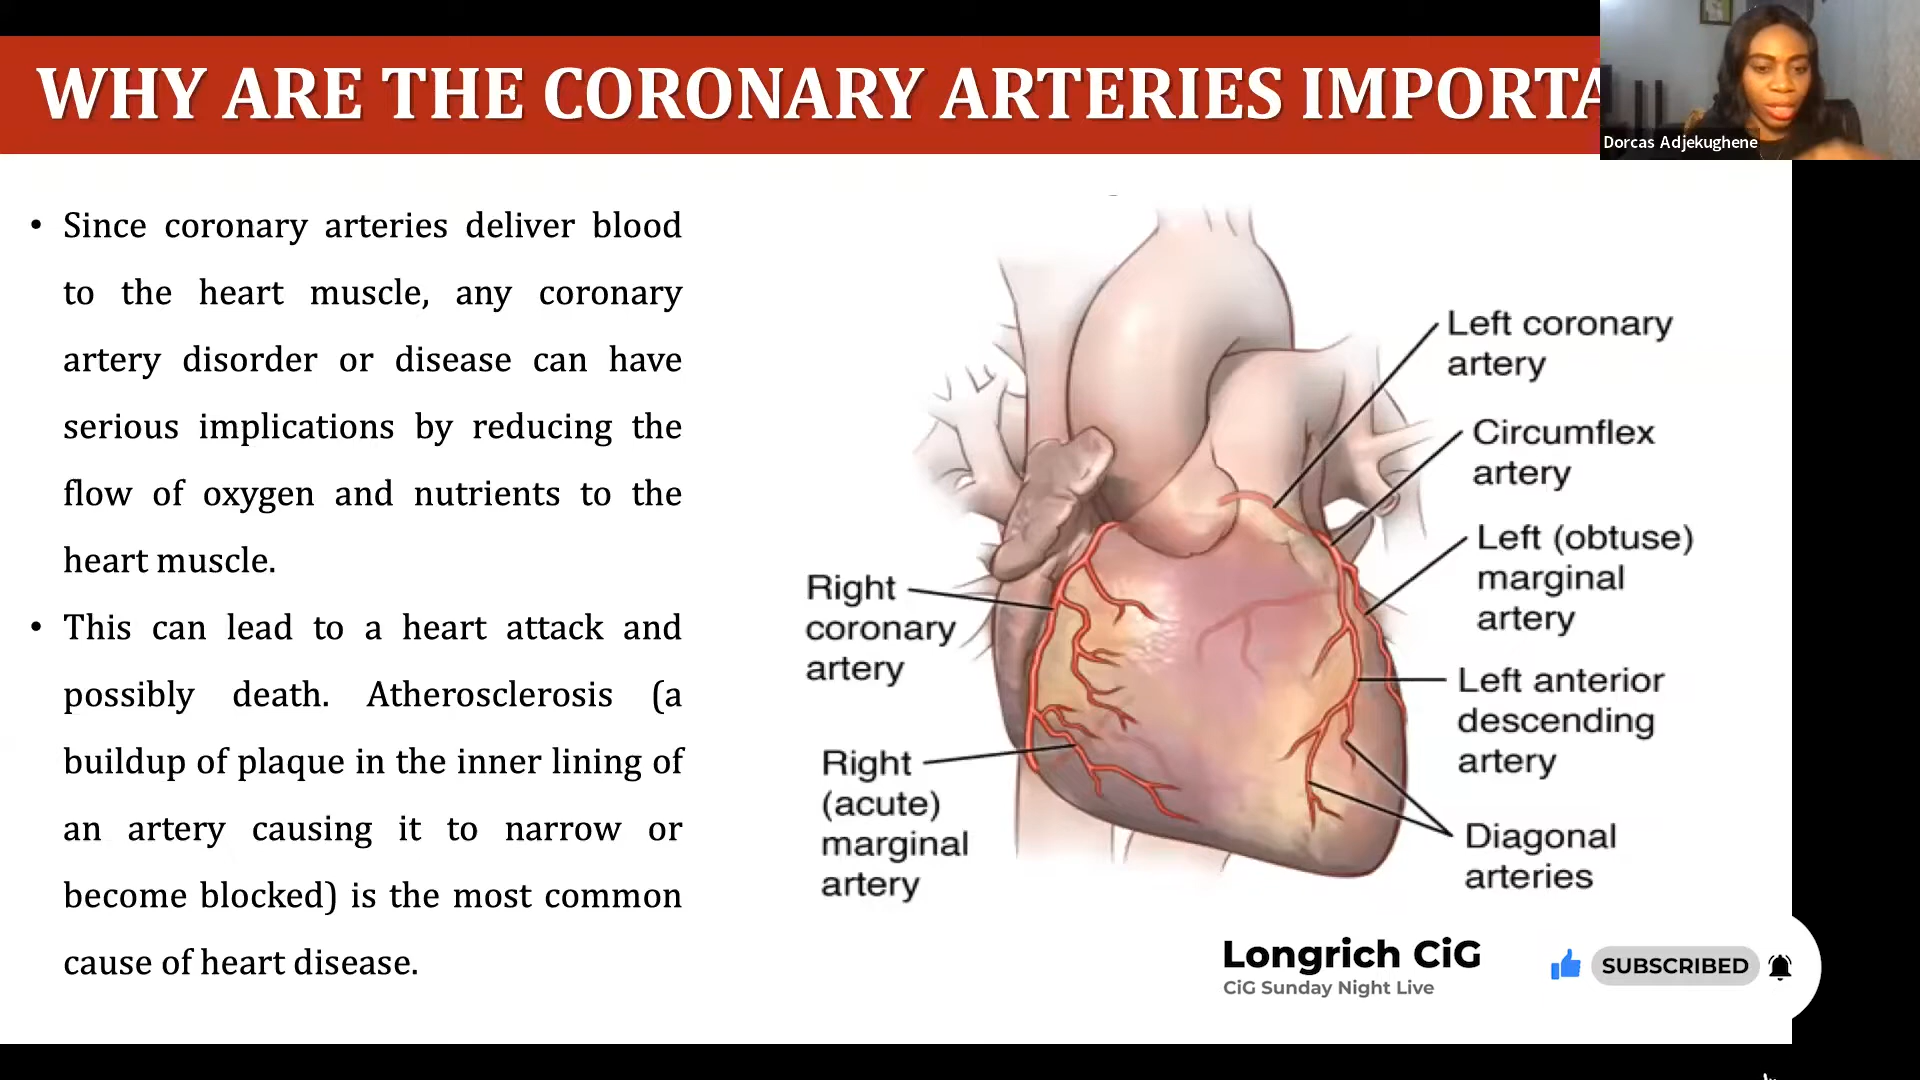 WHY ARE THE CORONARY ARTERIES IMPORTA
Dorcas Adjekughene
• Since coronary arteries deliver blood
to the heart muscle, any coronary
artery disorder or disease can have
serious implications by reducing the
flow of oxygen and nutrients to the
heart muscle.
• This can lead to a heart attack and
possibly death. Atherosclerosis (a
buildup of plaque in the inner lining of
an artery causing it to narrow or
become blocked) is the most common
cause of heart disease.
Left coronary
artery
Circumflex
artery
Left (obtuse)
marginal
artery
Right
coronary
artery
Left anterior
descending
artery
Right
(acute)
marginal
artery
Diagonal
arteries
Longrich CiG
CiG Sunday Night Live
SUBSCRIBED